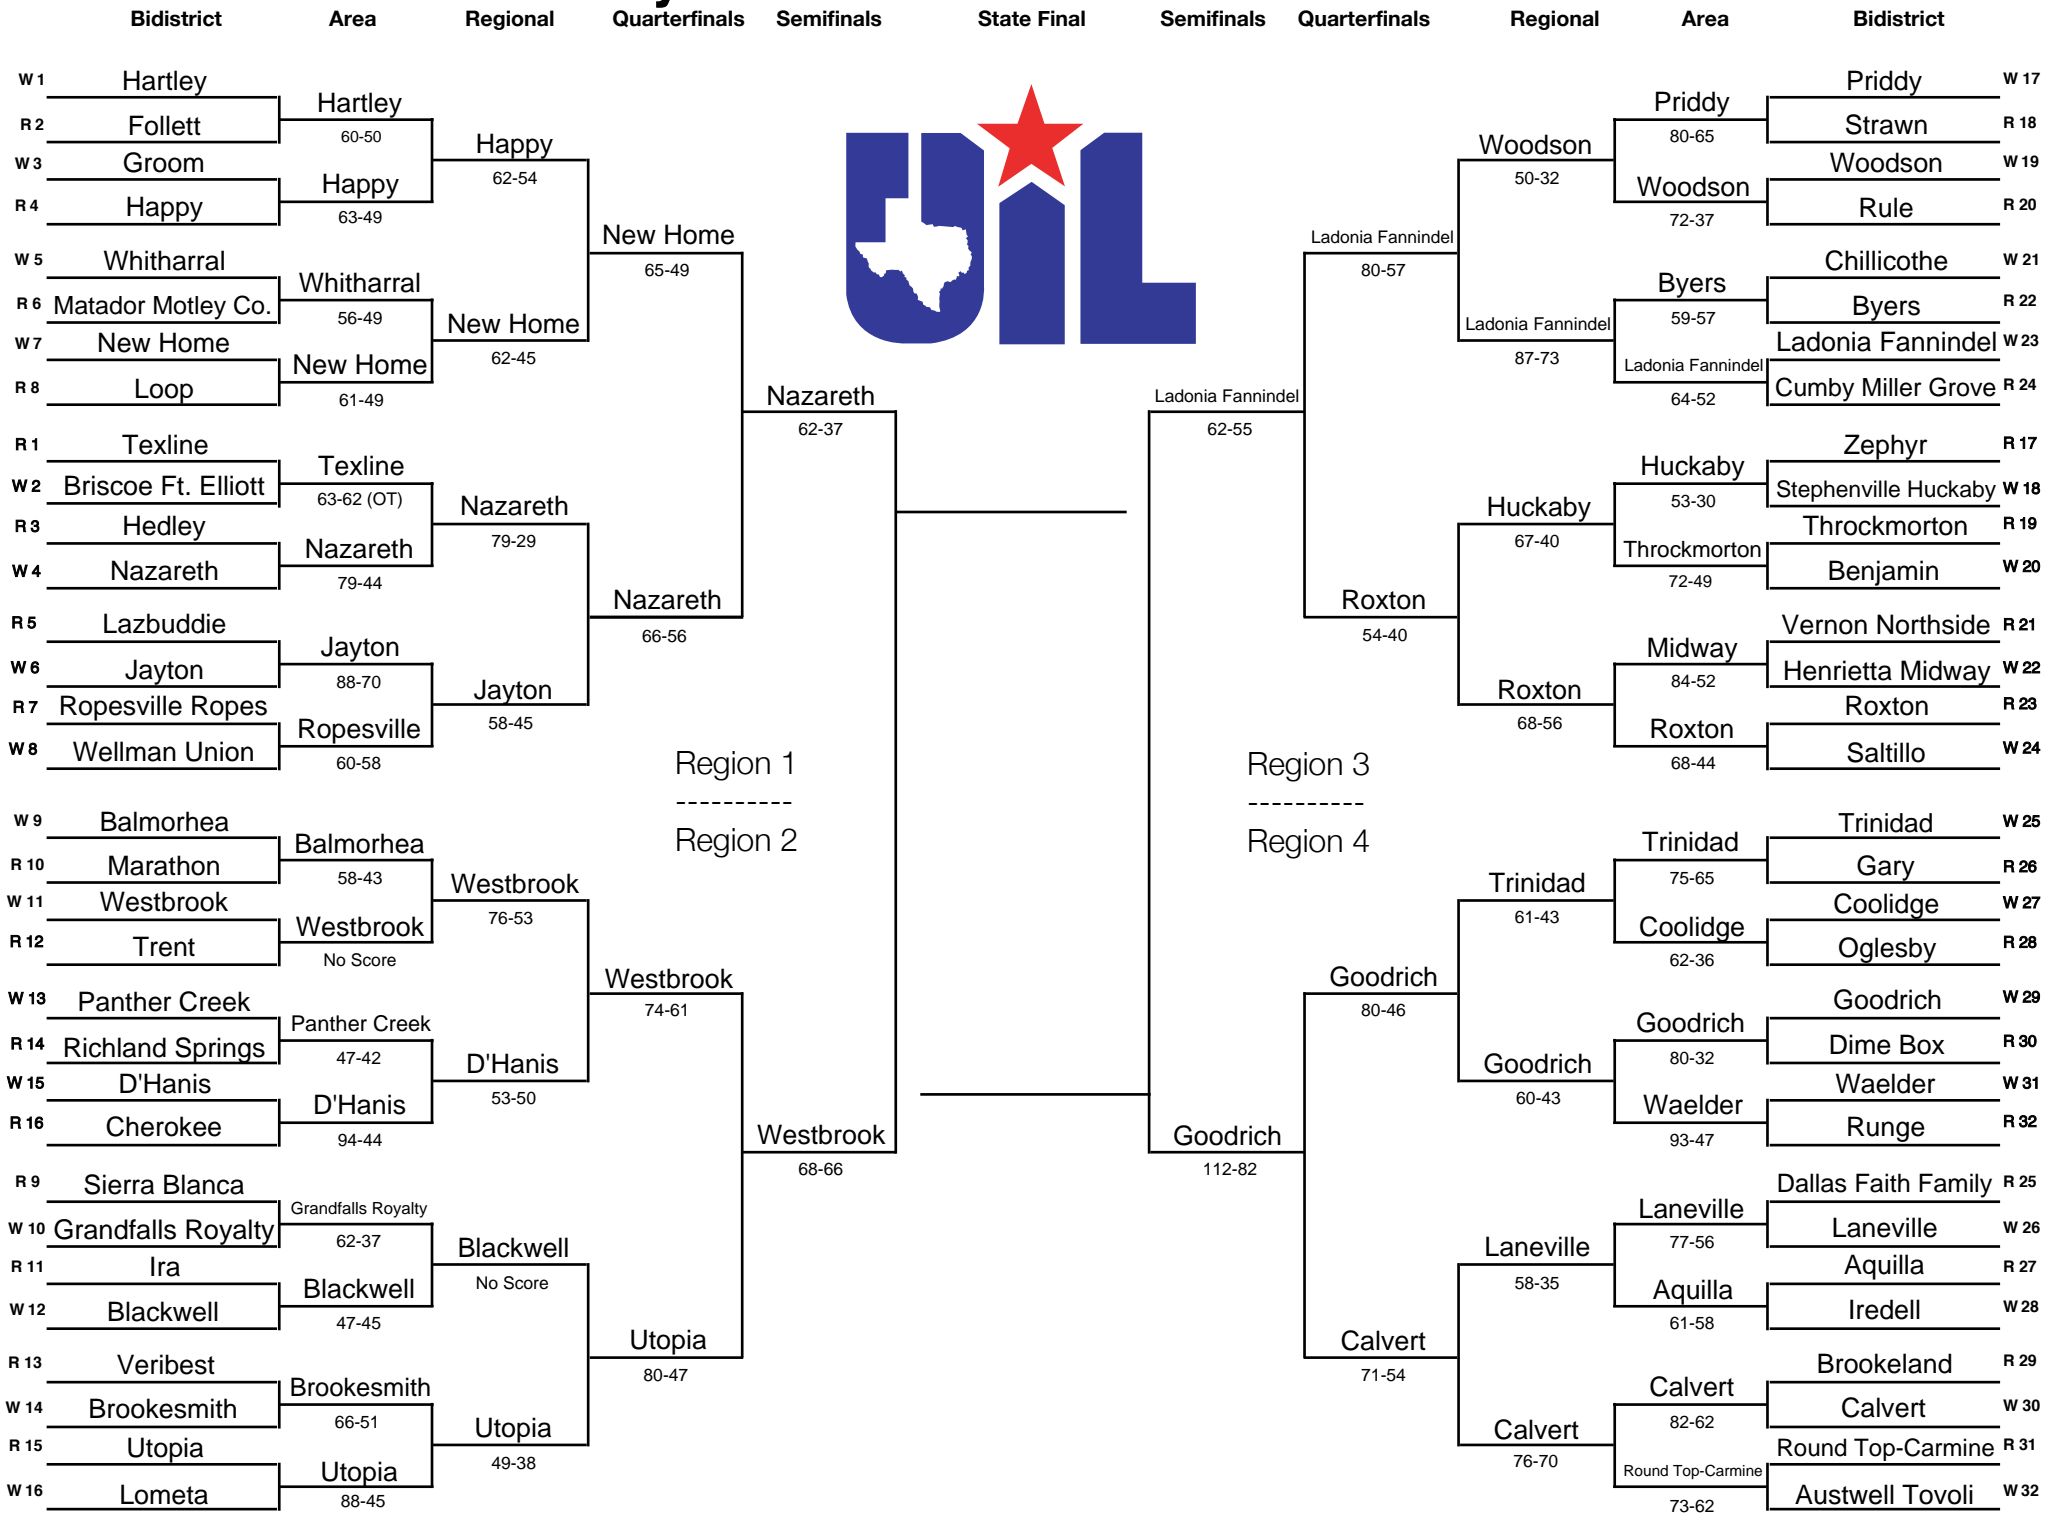 Bidistrict Area Regional Quarterfinals Semifinals State Final Semifinals Quarterfinals Regional Area Bidistrict
W 1 Hartley
R 2 Follett
W 3 Groom
R 4 Happy
W 5 Whitharral
R 6 Matador Motley Co.
W 7 New Home
R 8 Loop
R 1 Texline
W 2 Briscoe Ft. Elliott
R 3 Hedley
W 4 Nazareth
R 5 Lazbuddie
W 6 Jayton
R 7 Ropesville Ropes
W 8 Wellman Union
W 9 Balmorhea
R 10 Marathon
W 11 Westbrook
R 12 Trent
W 13 Panther Creek
R 14 Richland Springs
W 15 D'Hanis
R 16 Cherokee
R 9 Sierra Blanca
W 10 Grandfalls Royalty
R 11 Ira
W 12 Blackwell
R 13 Veribest
W 14 Brookesmith
R 15 Utopia
W 16 Lometa
Hartley
60-50
Happy
63-49
Whitharral
56-49
New Home
61-49
Texline
63-62 (OT)
Nazareth
79-44
Jayton
88-70
Ropesville
60-58
Balmorhea
58-43
Westbrook
No Score
Panther Creek
47-42
D'Hanis
94-44
Grandfalls Royalty
62-37
Blackwell
47-45
Brookesmith
66-51
Utopia
88-45
Happy
62-54
New Home
62-45
Nazareth
79-29
Jayton
58-45
Westbrook
76-53
D'Hanis
53-50
Blackwell
No Score
Utopia
49-38
New Home
65-49
Nazareth
66-56
Region 1
----------
Region 2
Westbrook
74-61
Utopia
80-47
Nazareth
62-37
Westbrook
68-66
UIL
Ladonia Fannindel
62-55
Goodrich
112-82
Ladonia Fannindel
80-57
Roxton
54-40
Region 3
----------
Region 4
Goodrich
80-46
Calvert
71-54
Woodson
50-32
Ladonia Fannindel
87-73
Huckaby
67-40
Roxton
68-56
Trinidad
61-43
Goodrich
60-43
Laneville
58-35
Calvert
76-70
Priddy
80-65
Woodson
72-37
Byers
59-57
Ladonia Fannindel
64-52
Huckaby
53-30
Throckmorton
72-49
Midway
84-52
Roxton
68-44
Trinidad
75-65
Coolidge
62-36
Goodrich
80-32
Waelder
93-47
Laneville
77-56
Aquilla
61-58
Calvert
82-62
Round Top-Carmine
73-62
Priddy W 17
Strawn R 18
Woodson W 19
Rule R 20
Chillicothe W 21
Byers R 22
Ladonia Fannindel W 23
Cumby Miller Grove R 24
Zephyr R 17
Stephenville Huckaby W 18
Throckmorton R 19
Benjamin W 20
Vernon Northside R 21
Henrietta Midway W 22
Roxton R 23
Saltillo W 24
Trinidad W 25
Gary R 26
Coolidge W 27
Oglesby R 28
Goodrich W 29
Dime Box R 30
Waelder W 31
Runge R 32
Dallas Faith Family R 25
Laneville W 26
Aquilla R 27
Iredell W 28
Brookeland R 29
Calvert W 30
Round Top-Carmine R 31
Austwell Tovoli W 32